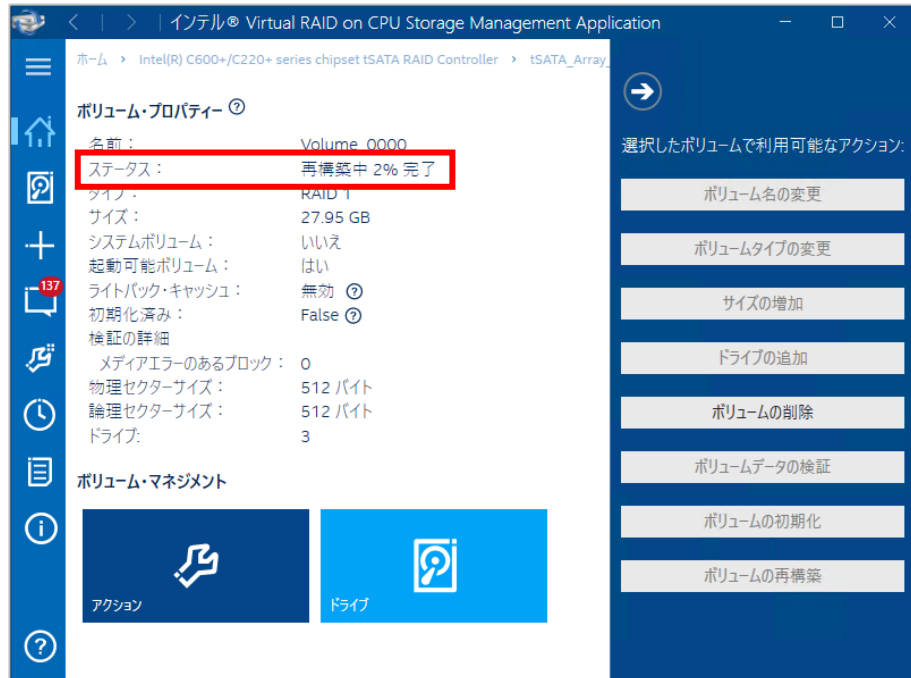 インテル® Virtual RAID on CPU Storage Management Application
ホーム › Intel(R) C600+/C220+ series chipset tSATA RAID Controller › tSATA_Array_
ボリューム・プロパティー ?
名前： Volume_0000
ステータス： 再構築中 2% 完了
タイプ： RAID 1
サイズ： 27.95 GB
システムボリューム： いいえ
起動可能ボリューム： はい
ライトバック・キャッシュ： 無効 ?
初期化済み： False ?
検証の詳細
メディアエラーのあるブロック： 0
物理セクターサイズ： 512 バイト
論理セクターサイズ： 512 バイト
ドライブ: 3
ボリューム・マネジメント
アクション
ドライブ
137
選択したボリュームで利用可能なアクション:
ボリューム名の変更
ボリュームタイプの変更
サイズの増加
ドライブの追加
ボリュームの削除
ボリュームデータの検証
ボリュームの初期化
ボリュームの再構築